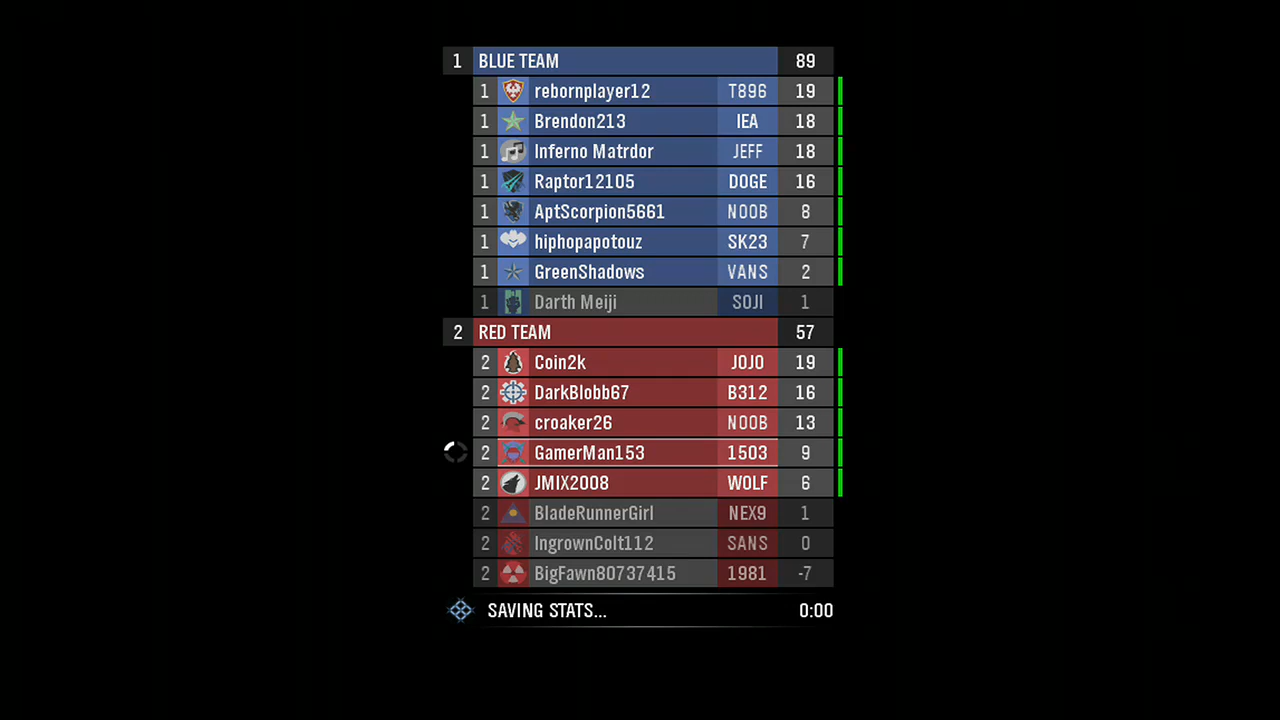 1 BLUE TEAM 89
1 rebornplayer12 T896 19
1 Brendon213 IEA 18
1 Inferno Matrdor JEFF 18
1 Raptor12105 DOGE 16
1 AptScorpion5661 NOOB 8
1 hiphopapotouz SK23 7
1 GreenShadows VANS 2
1 Darth Meiji SOJI 1
2 RED TEAM 57
2 Coin2k JOJO 19
2 DarkBlobb67 B312 16
2 croaker26 NOOB 13
2 GamerMan153 1503 9
2 JMIX2008 WOLF 6
2 BladeRunnerGirl NEX9 1
2 IngrownColt112 SANS 0
2 BigFawn80737415 1981 -7
SAVING STATS... 0:00